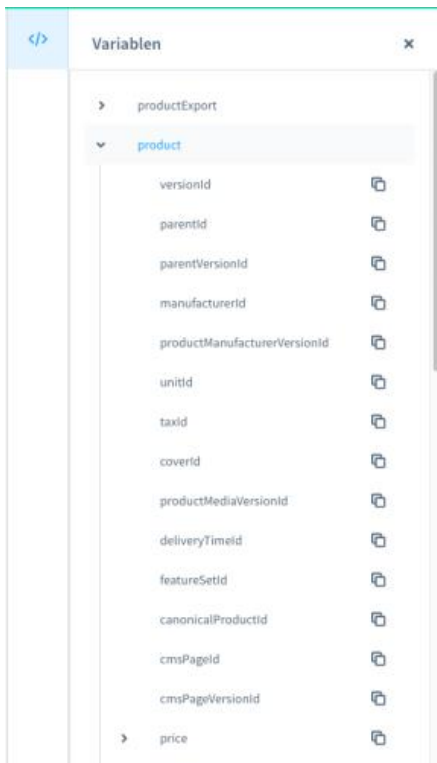 </>
Variablen
productExport
product
versionId
parentId
parentVersionId
manufacturerId
productManufacturerVersionId
unitId
taxId
coverId
productMediaVersionId
deliveryTimeId
featureSetId
canonicalProductId
cmsPageId
cmsPageVersionId
price